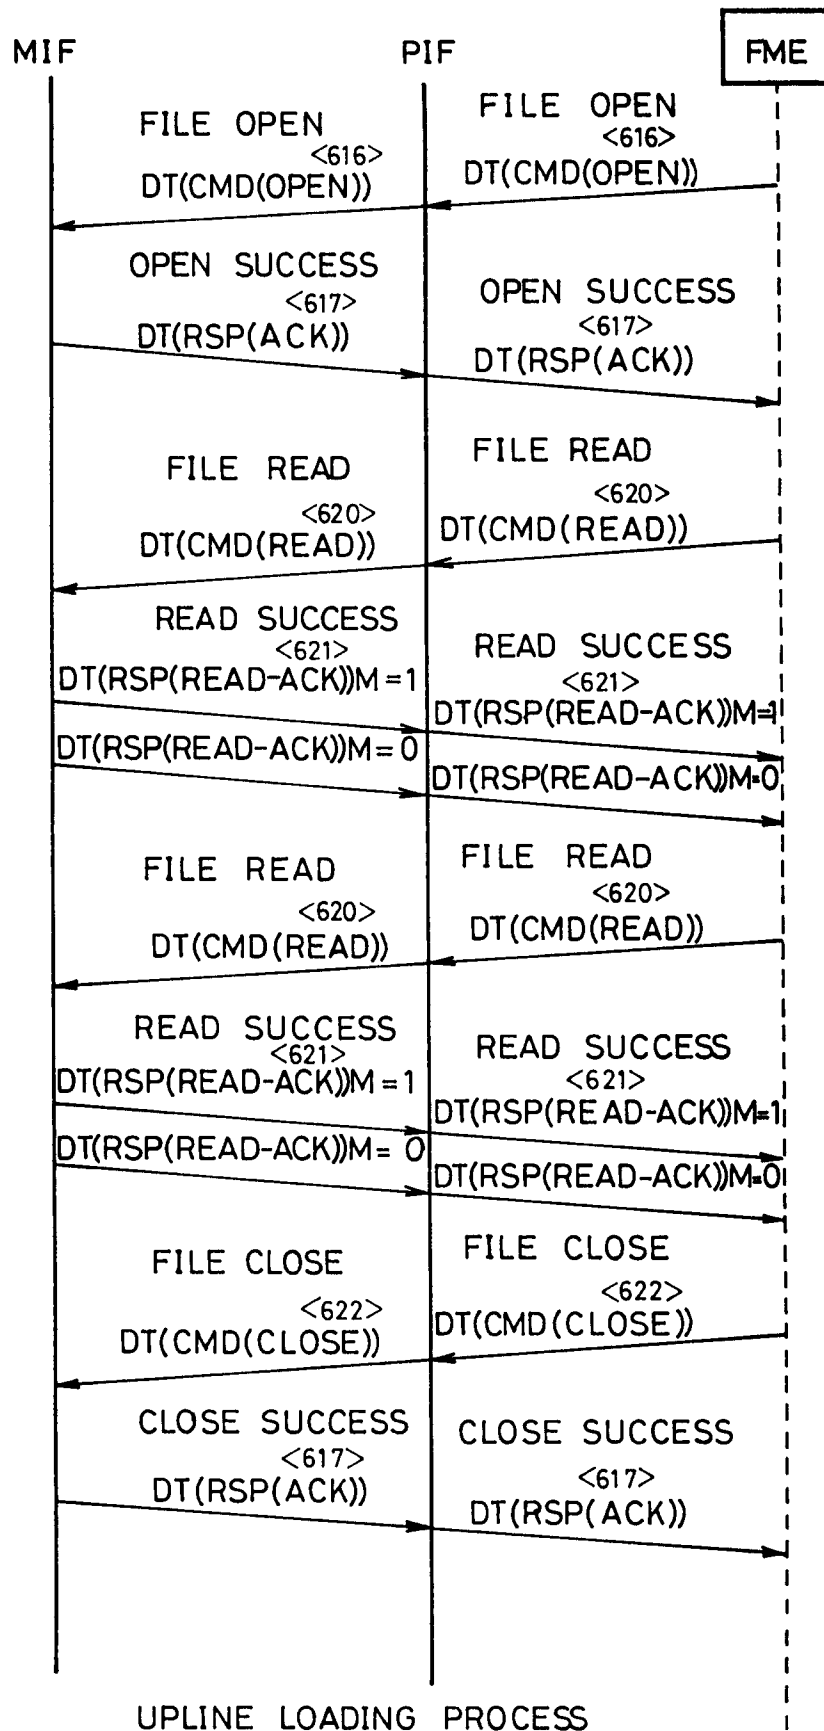 MIF PIF FME
FILE OPEN
<616>
DT(CMD(OPEN))
FILE OPEN
<616>
DT(CMD(OPEN))
OPEN SUCCESS
<617>
DT(RSP(ACK))
OPEN SUCCESS
<617>
DT(RSP(ACK))
FILE READ
<620>
DT(CMD(READ))
FILE READ
<620>
DT(CMD(READ))
READ SUCCESS
<621>
DT(RSP(READ-ACK))M=1
READ SUCCESS
<621>
DT(RSP(READ-ACK))M=1
DT(RSP(READ-ACK))M=0
DT(RSP(READ-ACK))M=0
FILE READ
<620>
DT(CMD(READ))
FILE READ
<620>
DT(CMD(READ))
READ SUCCESS
<621>
DT(RSP(READ-ACK))M=1
READ SUCCESS
<621>
DT(RSP(READ-ACK))M=1
DT(RSP(READ-ACK))M=0
DT(RSP(READ-ACK))M=0
FILE CLOSE
<622>
DT(CMD(CLOSE))
FILE CLOSE
<622>
DT(CMD(CLOSE))
CLOSE SUCCESS
<617>
DT(RSP(ACK))
CLOSE SUCCESS
<617>
DT(RSP(ACK))
UPLINE LOADING PROCESS